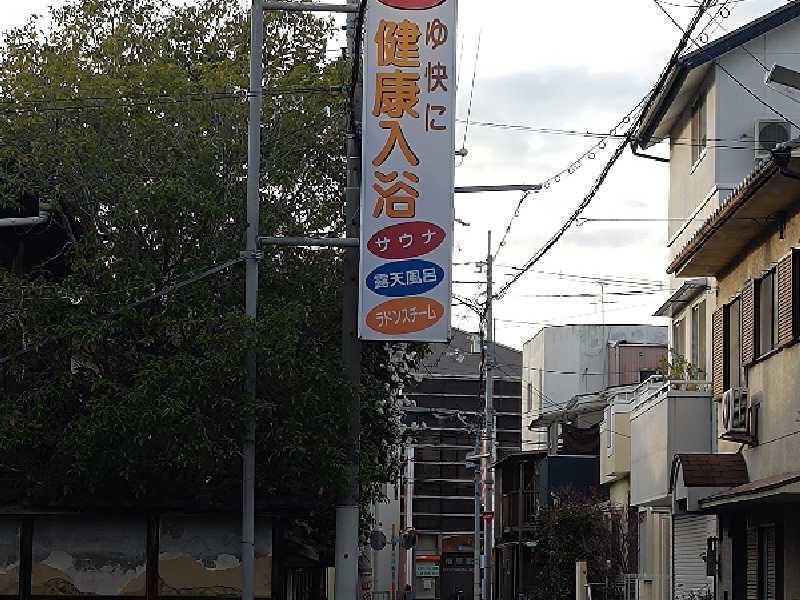 ゆ快に
健康入浴
サウナ
露天風呂
ラドンスチーム